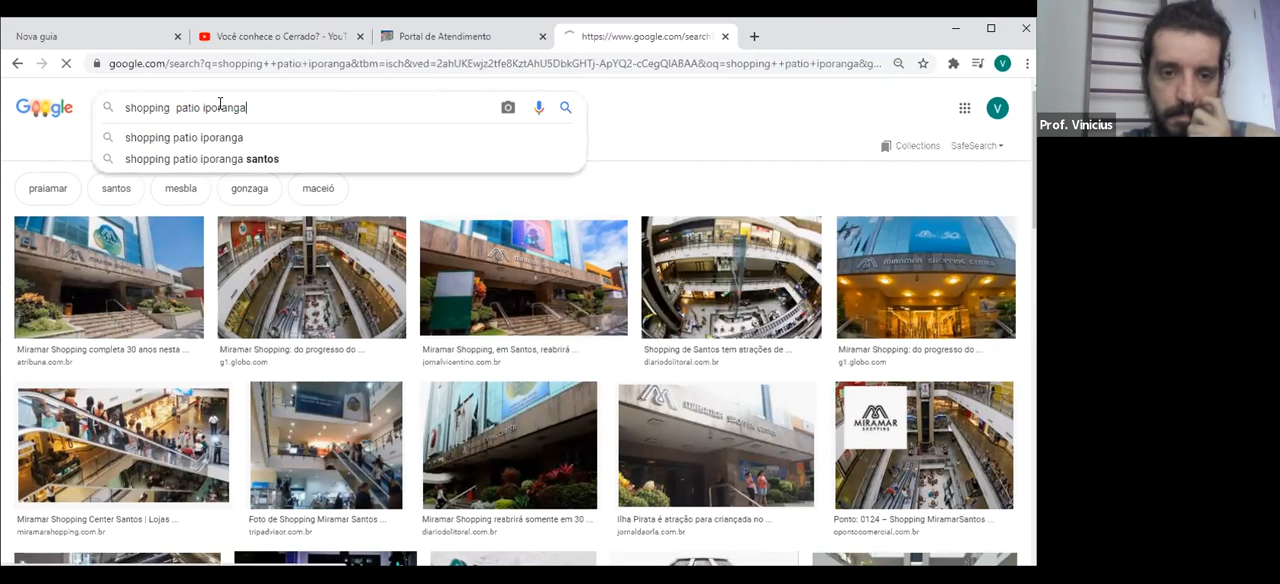 Nova guia
Você conhece o Cerrado? - YouT
Portal de Atendimento
https://www.google.com/search
google.com/search?q=shopping++patio+iporanga&tbm=isch&ved=2ahUKEwjz2tfe8KztAhU5DbkGHTj-ApYQ2-cCegQIABAA&oq=shopping++patio+iporanga&g...
V
Prof. Vinicius
Google
shopping  patio iporanga
V
shopping patio iporanga
shopping patio iporanga santos
Collections
SafeSearch
praiamar
santos
mesbla
gonzaga
maceió
MIRAMAR SHOPPING CENTER
Miramar Shopping completa 30 anos nesta ...
atribuna.com.br
Miramar Shopping: do progresso do ...
g1.globo.com
Miramar Shopping, em Santos, reabrirá ...
jornalvicentino.com.br
Shopping de Santos tem atrações de ...
diariodolitoral.com.br
Miramar Shopping: do progresso do ...
g1.globo.com
MIRAMAR SHOPPING CENTER
MIRAMAR
SHOPPING
Miramar Shopping Center Santos | Lojas ...
miramarshopping.com.br
Foto de Shopping Miramar Santos ...
tripadvisor.com.br
Miramar Shopping reabrirá somente em 30 ...
diariodolitoral.com.br
Ilha Pirata é atração para criançada no ...
jornaldaorla.com.br
Ponto: 0124 – Shopping MiramarSantos ...
opontocomercial.com.br